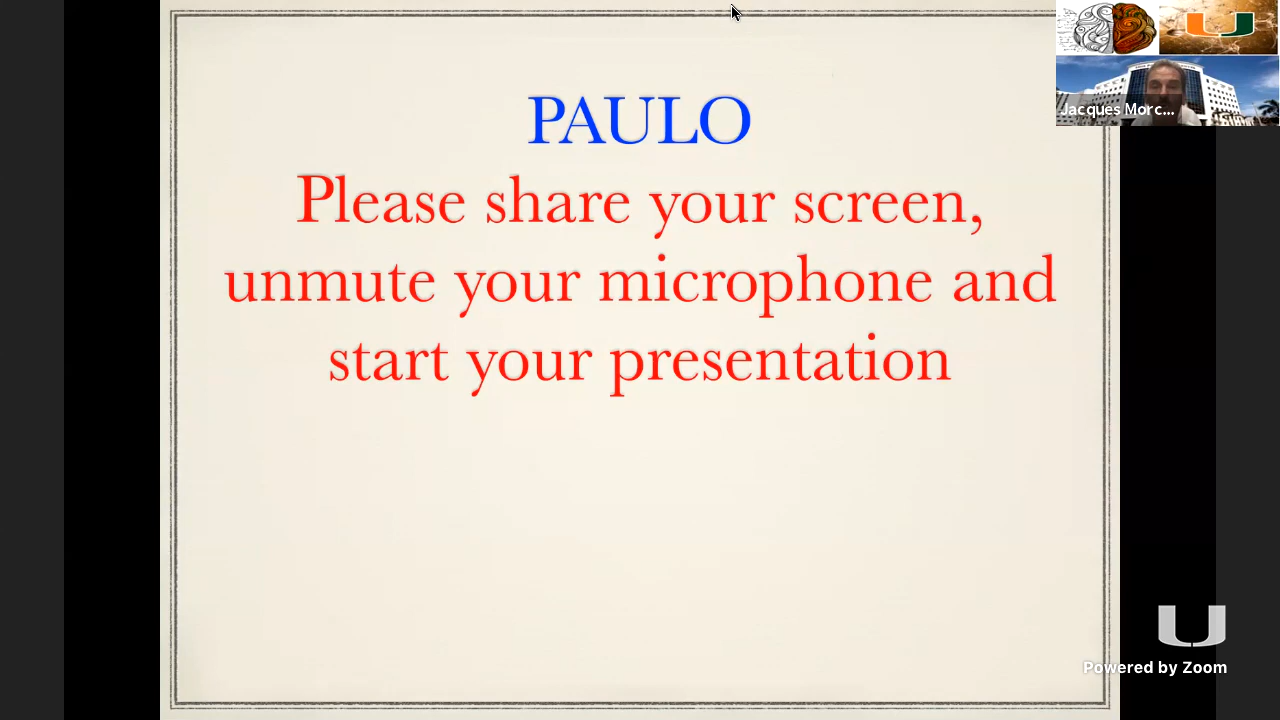 PAULO
Please share your screen,
unmute your microphone and
start your presentation
Jacques Morc...
U
Powered by Zoom